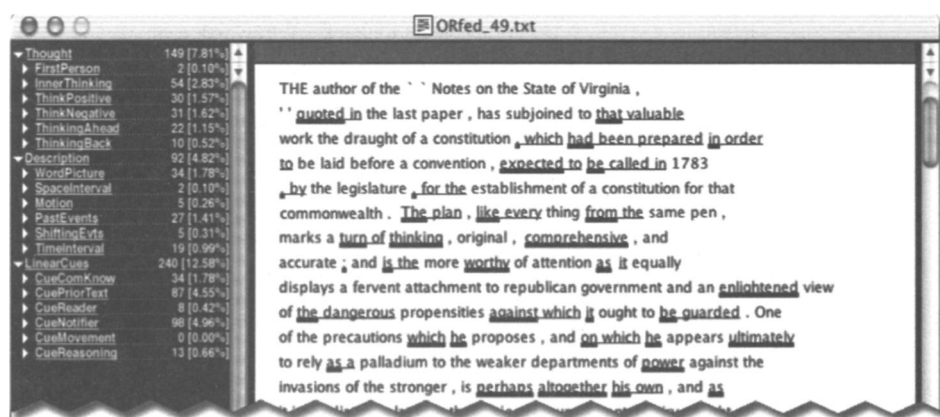 ORfed_49.txt
Thought 149 [7.81%]
FirstPerson 2 [0.10%]
InnerThinking 54 [2.83%]
ThinkPositive 30 [1.57%]
ThinkNegative 31 [1.62%]
ThinkingAhead 22 [1.15%]
ThinkingBack 10 [0.52%]
Description 92 [4.82%]
WordPicture 34 [1.78%]
SpaceInterval 2 [0.10%]
Motion 5 [0.26%]
PastEvents 27 [1.41%]
ShiftingEvts 5 [0.31%]
TimeInterval 19 [0.99%]
LinearCues 240 [12.58%]
CueComKnow 34 [1.78%]
CuePriorText 87 [4.55%]
CueReader 8 [0.42%]
CueNotifier 98 [4.96%]
CueMovement 0 [0.00%]
CueReasoning 13 [0.66%]
THE author of the ` ` Notes on the State of Virginia ,
' ' quoted in the last paper , has subjoined to that valuable
work the draught of a constitution , which had been prepared in order
to be laid before a convention , expected to be called in 1783
, by the legislature , for the establishment of a constitution for that
commonwealth . The plan , like every thing from the same pen ,
marks a turn of thinking , original , comprehensive , and
accurate ; and is the more worthy of attention as it equally
displays a fervent attachment to republican government and an enlightened view
of the dangerous propensities against which it ought to be guarded . One
of the precautions which he proposes , and on which he appears ultimately
to rely as a palladium to the weaker departments of power against the
invasions of the stronger , is perhaps altogether his own , and as